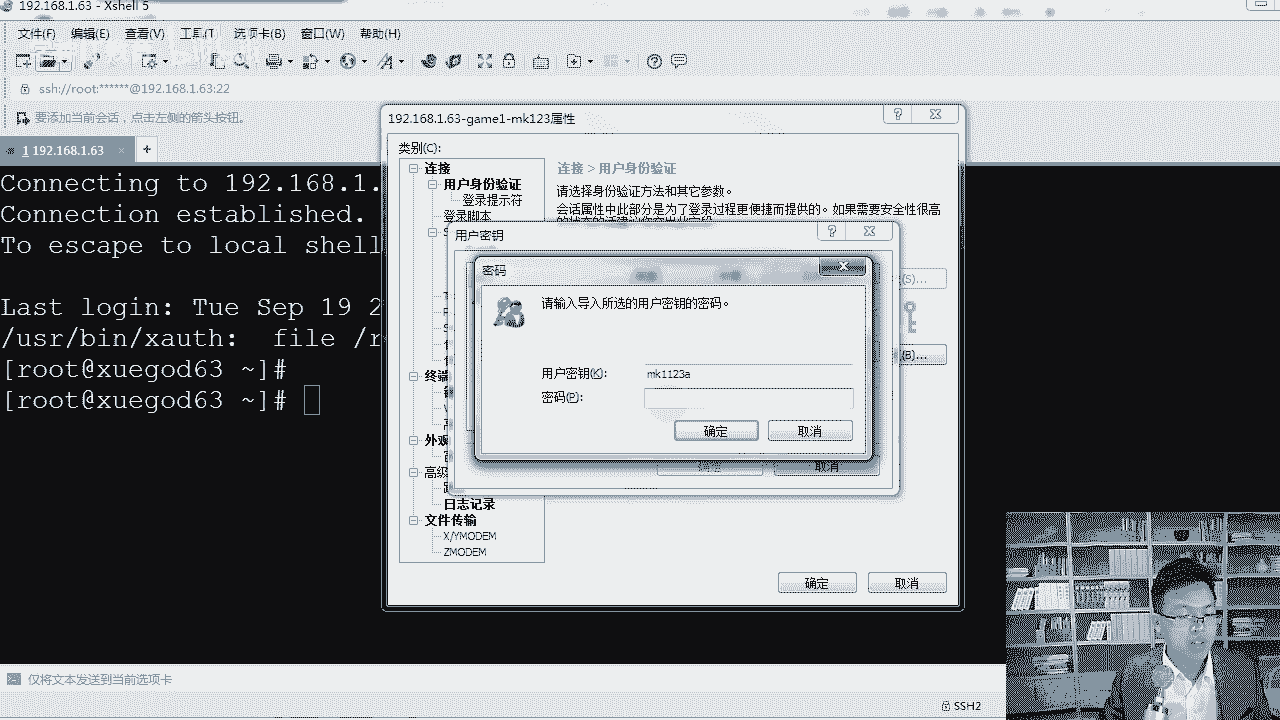 192.168.1.63 - Xshell 5
文件(F) 编辑(E) 查看(V) 工具(T) 选项卡(B) 窗口(W) 帮助(H)
ssh://root:******@192.168.1.63:22
要添加当前会话，点击左侧的箭头按钮。
1 192.168.1.63
Connecting to 192.168.1.
Connection established.
To escape to local shell
Last login: Tue Sep 19 2
/usr/bin/xauth: file /r
[root@xuegod63 ~]#
[root@xuegod63 ~]#
192.168.1.63-game1-mk123属性
类别(C):
连接
用户身份验证
登录提示符
登录脚本
终端
外观
高级
日志记录
文件传输
X/YMODEM
ZMODEM
连接 > 用户身份验证
请选择身份验证方法和其它参数。
会话属性中此部分是为了登录过程更便捷而提供的。如果需要安全性很高
(S)...
(B)...
用户密钥
密码
请输入导入所选的用户密钥的密码。
用户密钥(K): mk1123a
密码(P):
确定 取消
取消
确定 取消
仅将文本发送到当前选项卡
SSH2